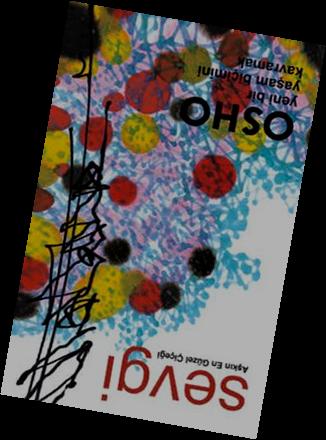 sevgi
Aşkın En Güzel Çiçeği
OSHO
yeni bir
yaşam biçimini
kavramak